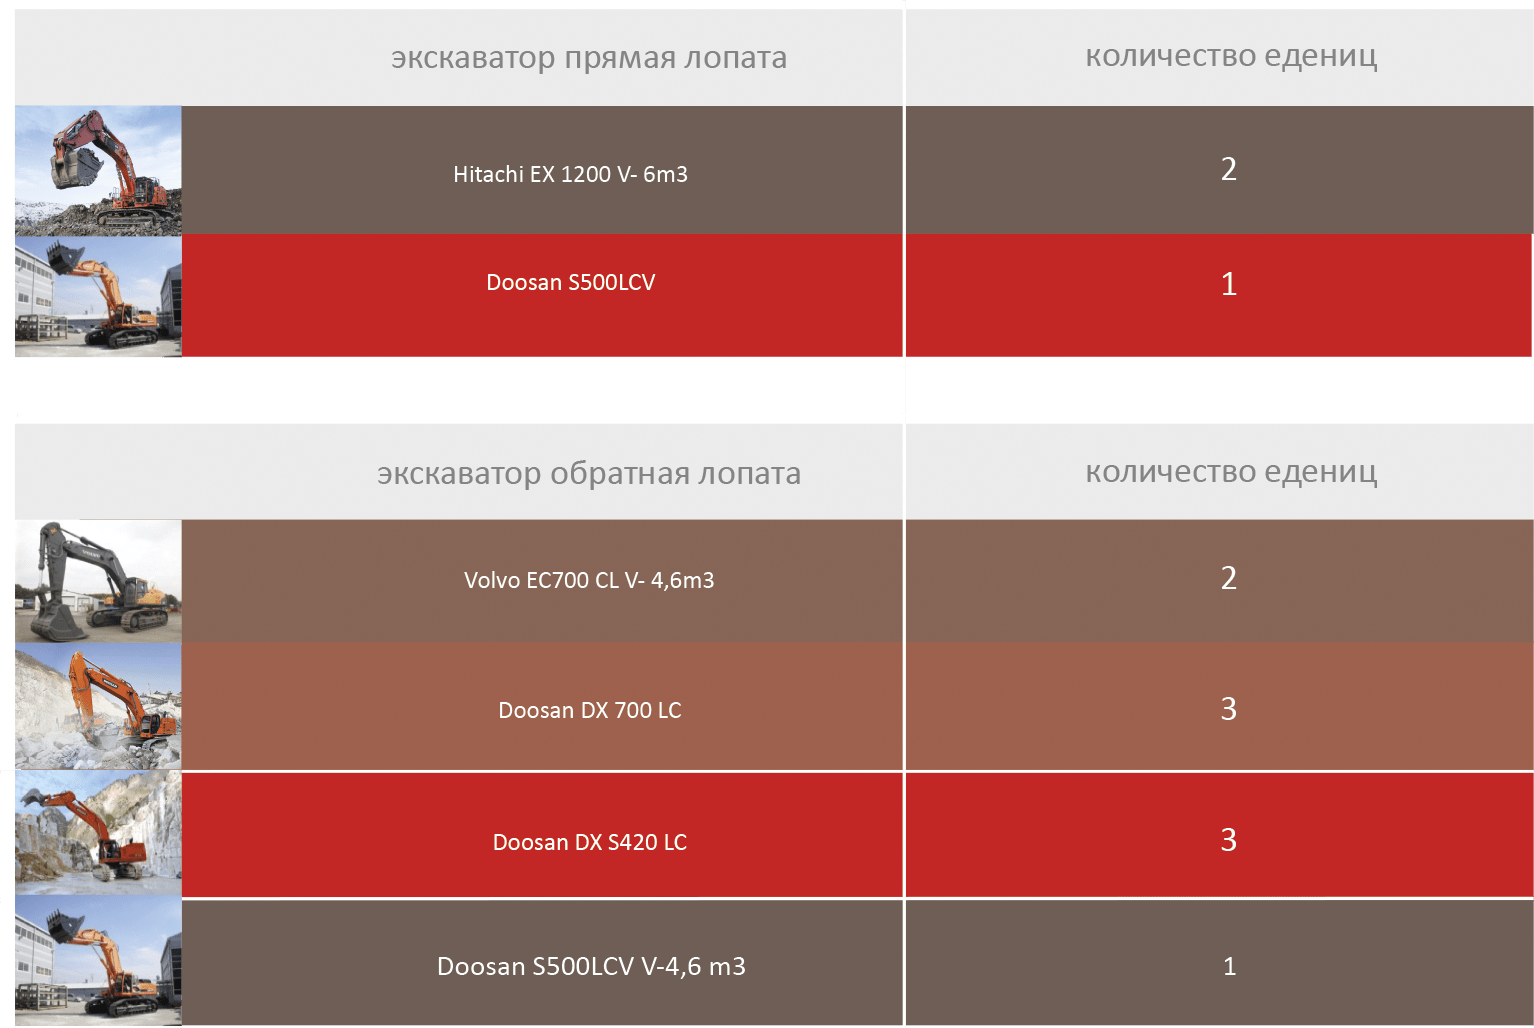 экскаватор прямая лопата
количество едениц
Hitachi EX 1200 V- 6m3
2
Doosan S500LCV
1
экскаватор обратная лопата
количество едениц
Volvo EC700 CL V- 4,6m3
2
Doosan DX 700 LC
3
Doosan DX S420 LC
3
Doosan S500LCV V-4,6 m3
1